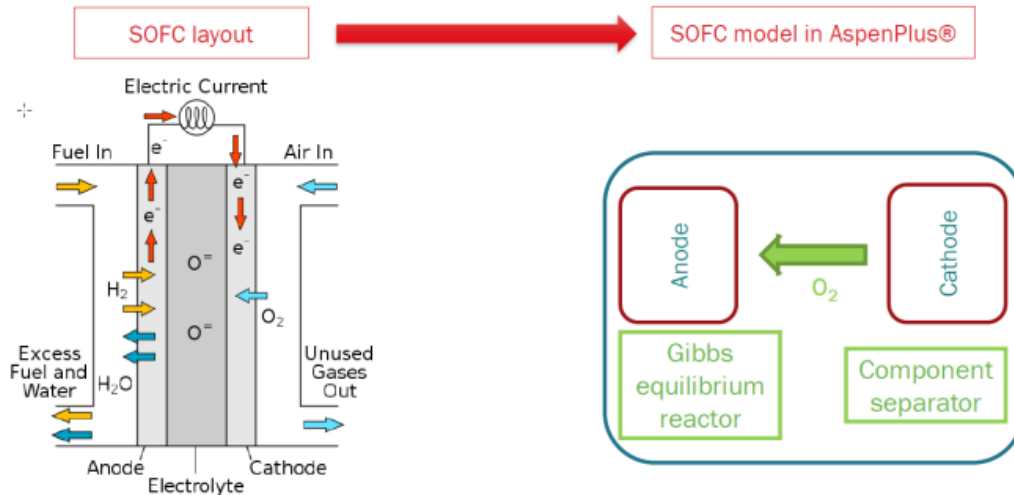 SOFC layout
SOFC model in AspenPlus®
Electric Current
Fuel In
e-
Air In
e-
e-
e-
O=
H2
O2
O=
Excess
Fuel and
Water
H2O
Unused
Gases
Out
Anode
Cathode
Electrolyte
Anode
O2
Cathode
Gibbs
equilibrium
reactor
Component
separator